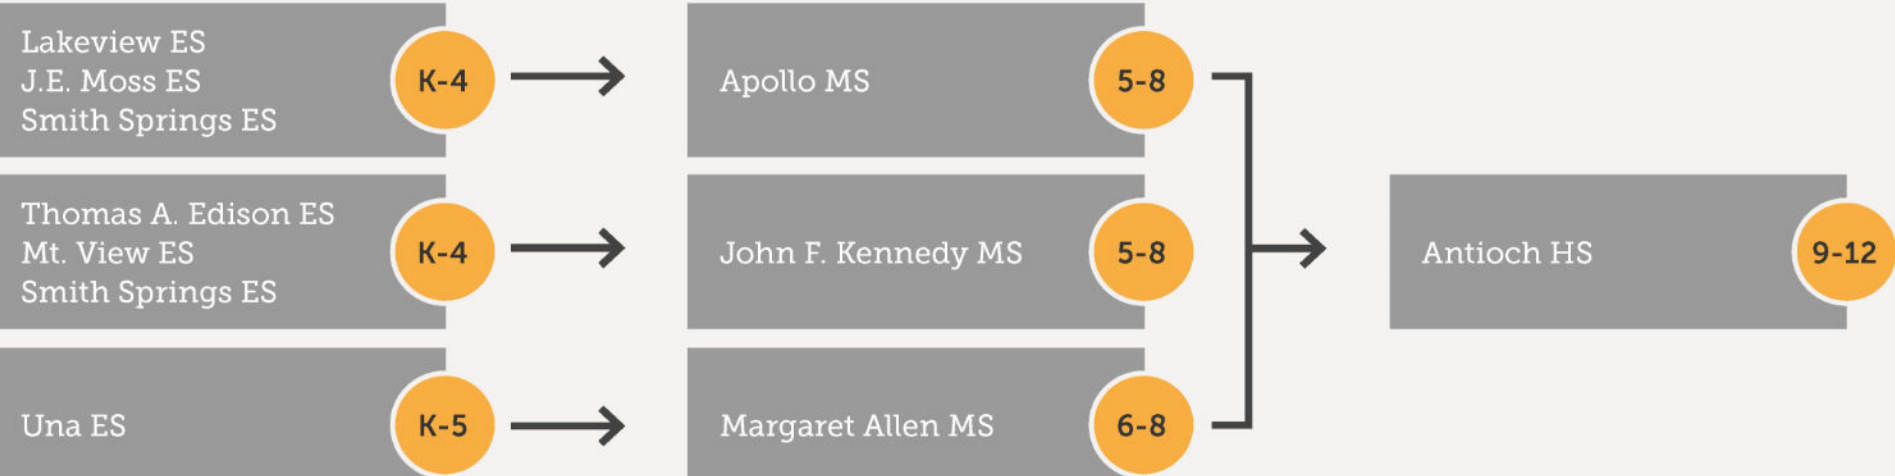 Lakeview ES
J.E. Moss ES
Smith Springs ES
K-4
Apollo MS
5-8
Thomas A. Edison ES
Mt. View ES
Smith Springs ES
K-4
John F. Kennedy MS
5-8
Antioch HS
9-12
Una ES
K-5
Margaret Allen MS
6-8